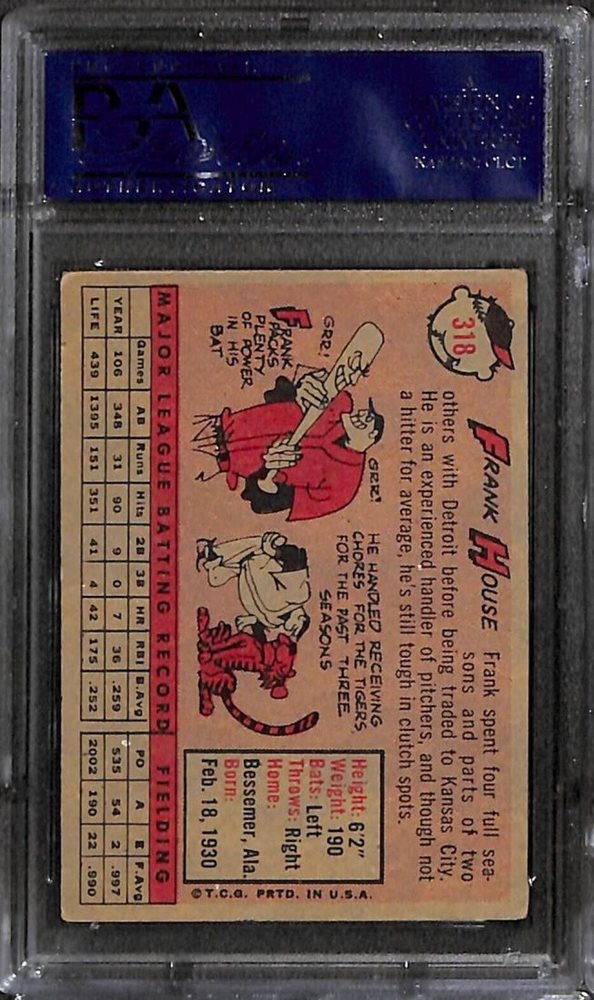 318
FRANK HOUSE Frank spent four full sea-
sons and parts of two
others with Detroit before being traded to Kansas City.
He is an experienced handler of pitchers, and though not
a hitter for average, he's still tough in clutch spots.
GRR!
GRR!
FRANK
PACKS
PLENTY
OF POWER
IN HIS
BAT
HE HANDLED RECEIVING
CHORES FOR THE TIGERS
FOR THE PAST THREE
SEASONS
Height: 6'2"
Weight: 190
Bats: Left
Throws: Right
Home:
Bessemer, Ala.
Born:
Feb. 18, 1930
MAJOR LEAGUE BATTING RECORD FIELDING
Games AB Runs Hits 2B 3B HR RBI B.Avg PO A E F.Avg
YEAR 106 348 31 90 9 0 7 36 .259 535 54 2 .997
LIFE 439 1395 151 351 41 4 42 175 .252 2002 190 22 .990
©T.C.G. PRTD. IN U.S.A.